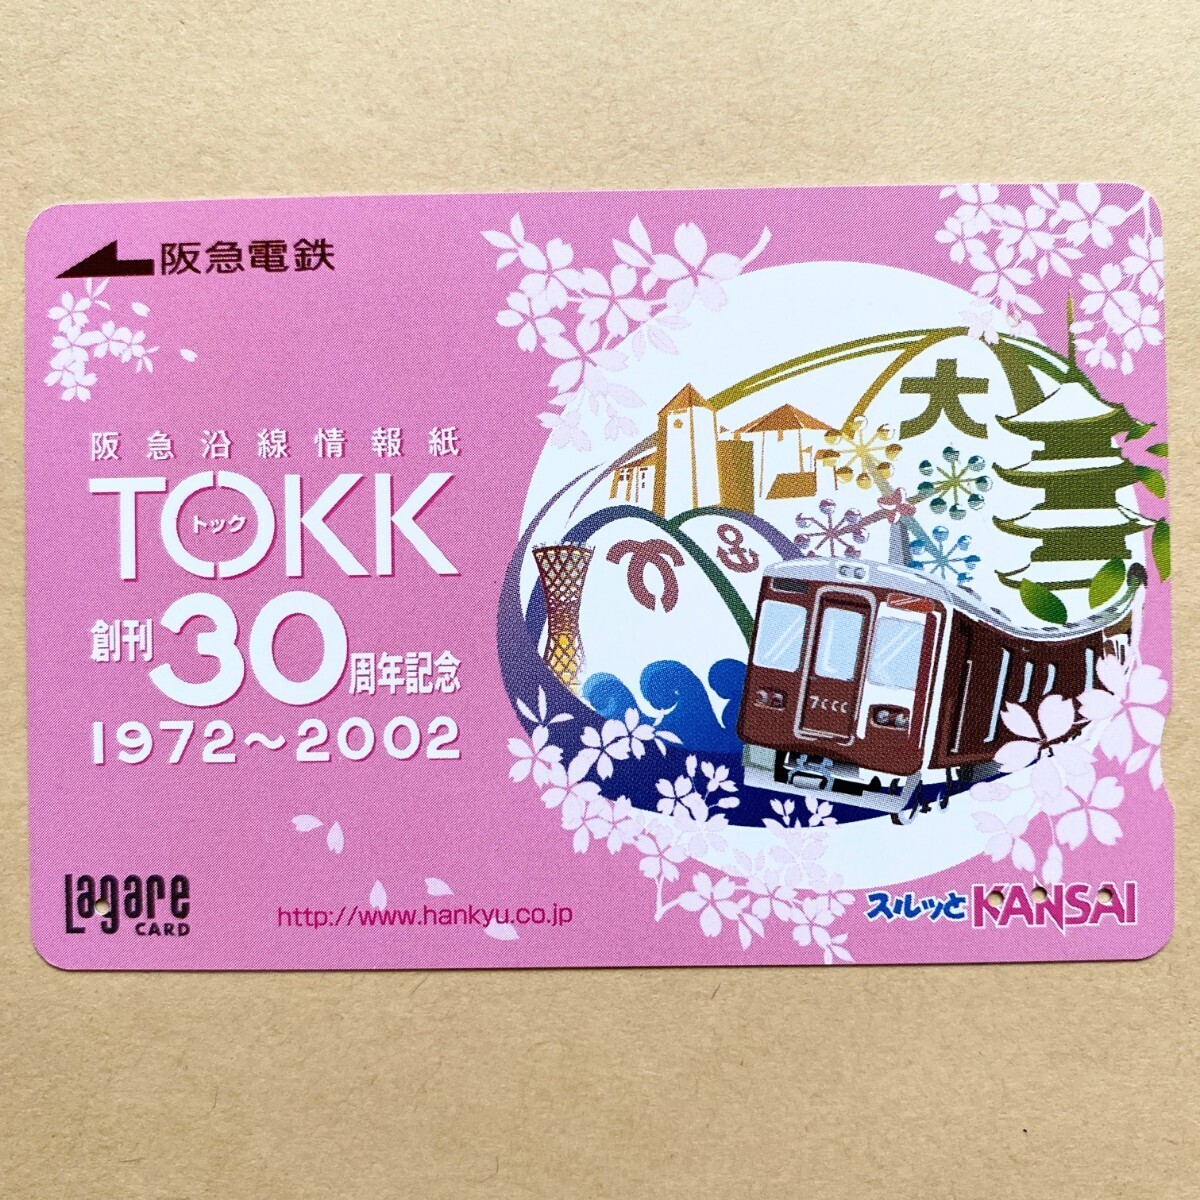 阪急電鉄
阪急沿線情報紙
TOKK
トック
創刊30周年記念
1972〜2002
大
7000
Lagare
CARD
http://www.hankyu.co.jp
スルッとKANSAI